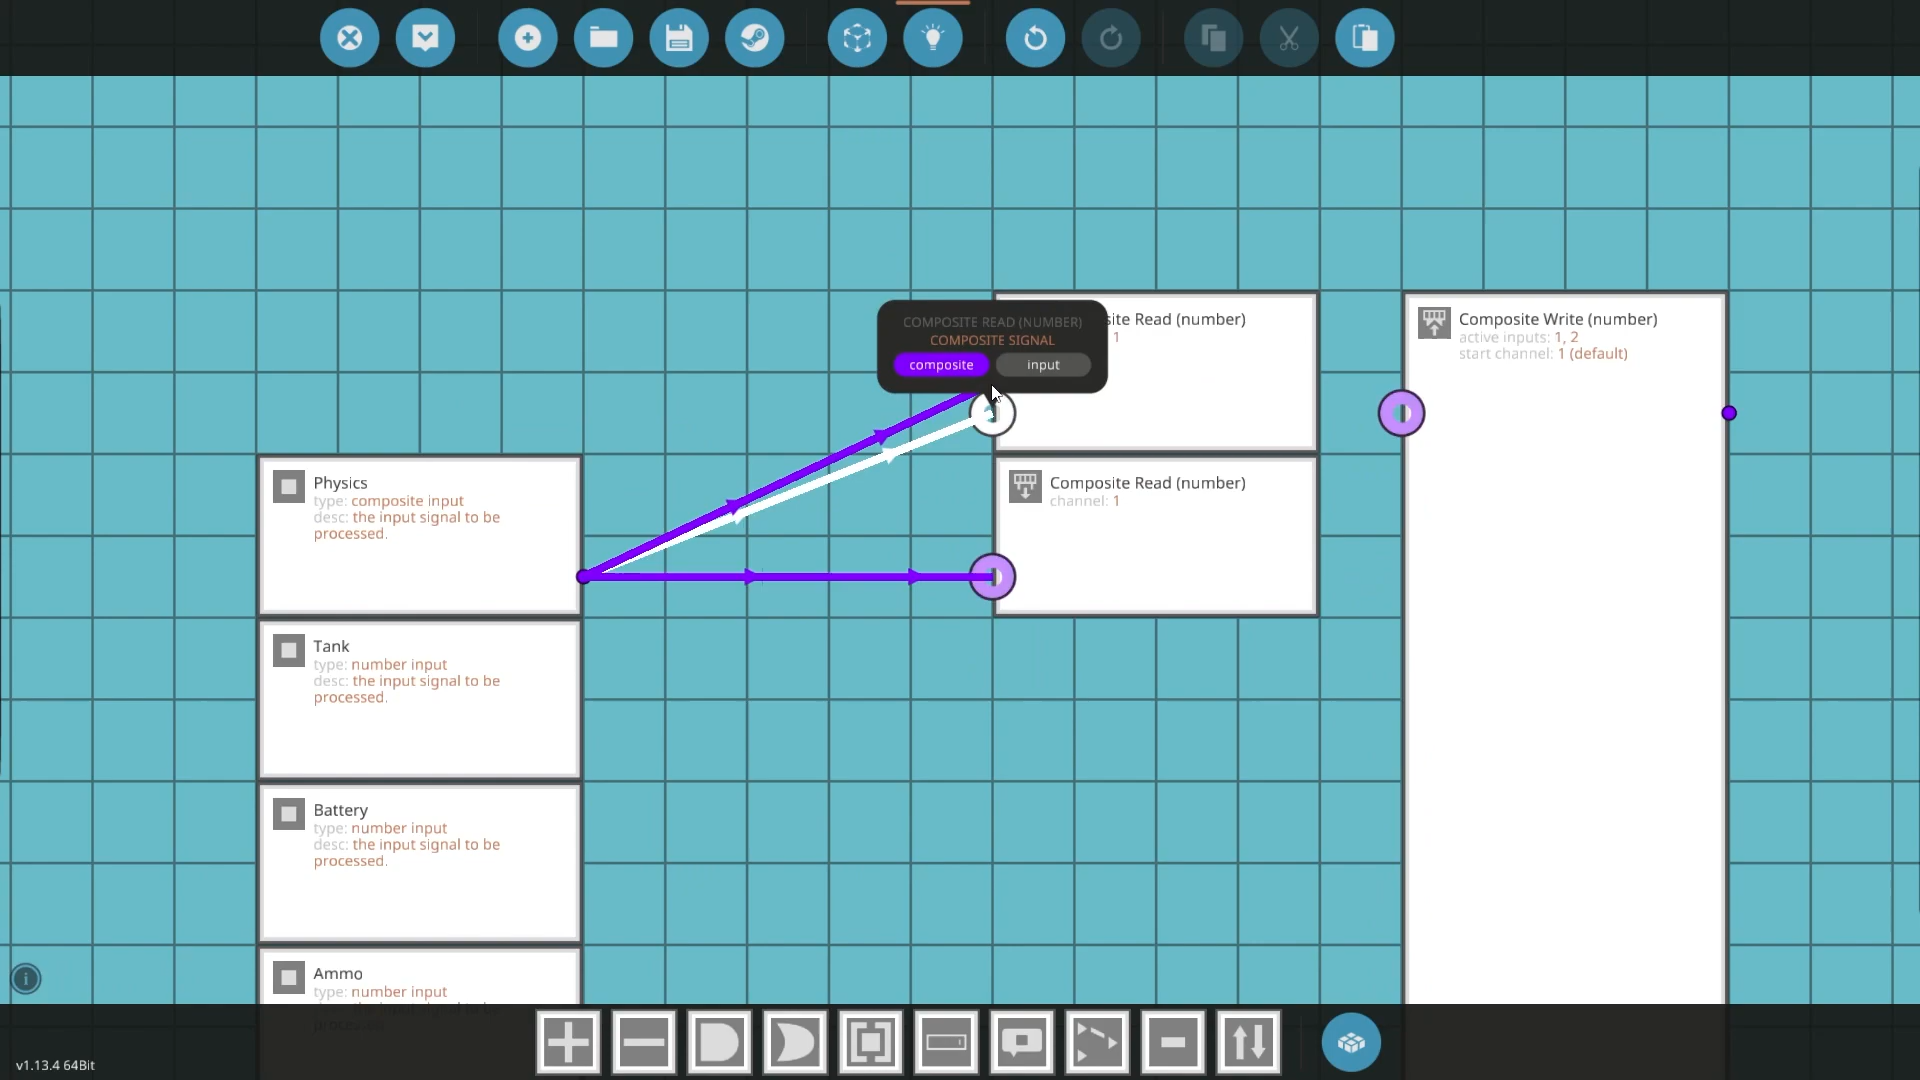 COMPOSITE READ (NUMBER)
COMPOSITE SIGNAL
composite input
site Read (number)
1
Composite Write (number)
active inputs: 1, 2
start channel: 1 (default)
Physics
type: composite input
desc: the input signal to be
processed.
Composite Read (number)
channel: 1
Tank
type: number input
desc: the input signal to be
processed.
Battery
type: number input
desc: the input signal to be
processed.
Ammo
type: number input
v1.13.4 64Bit